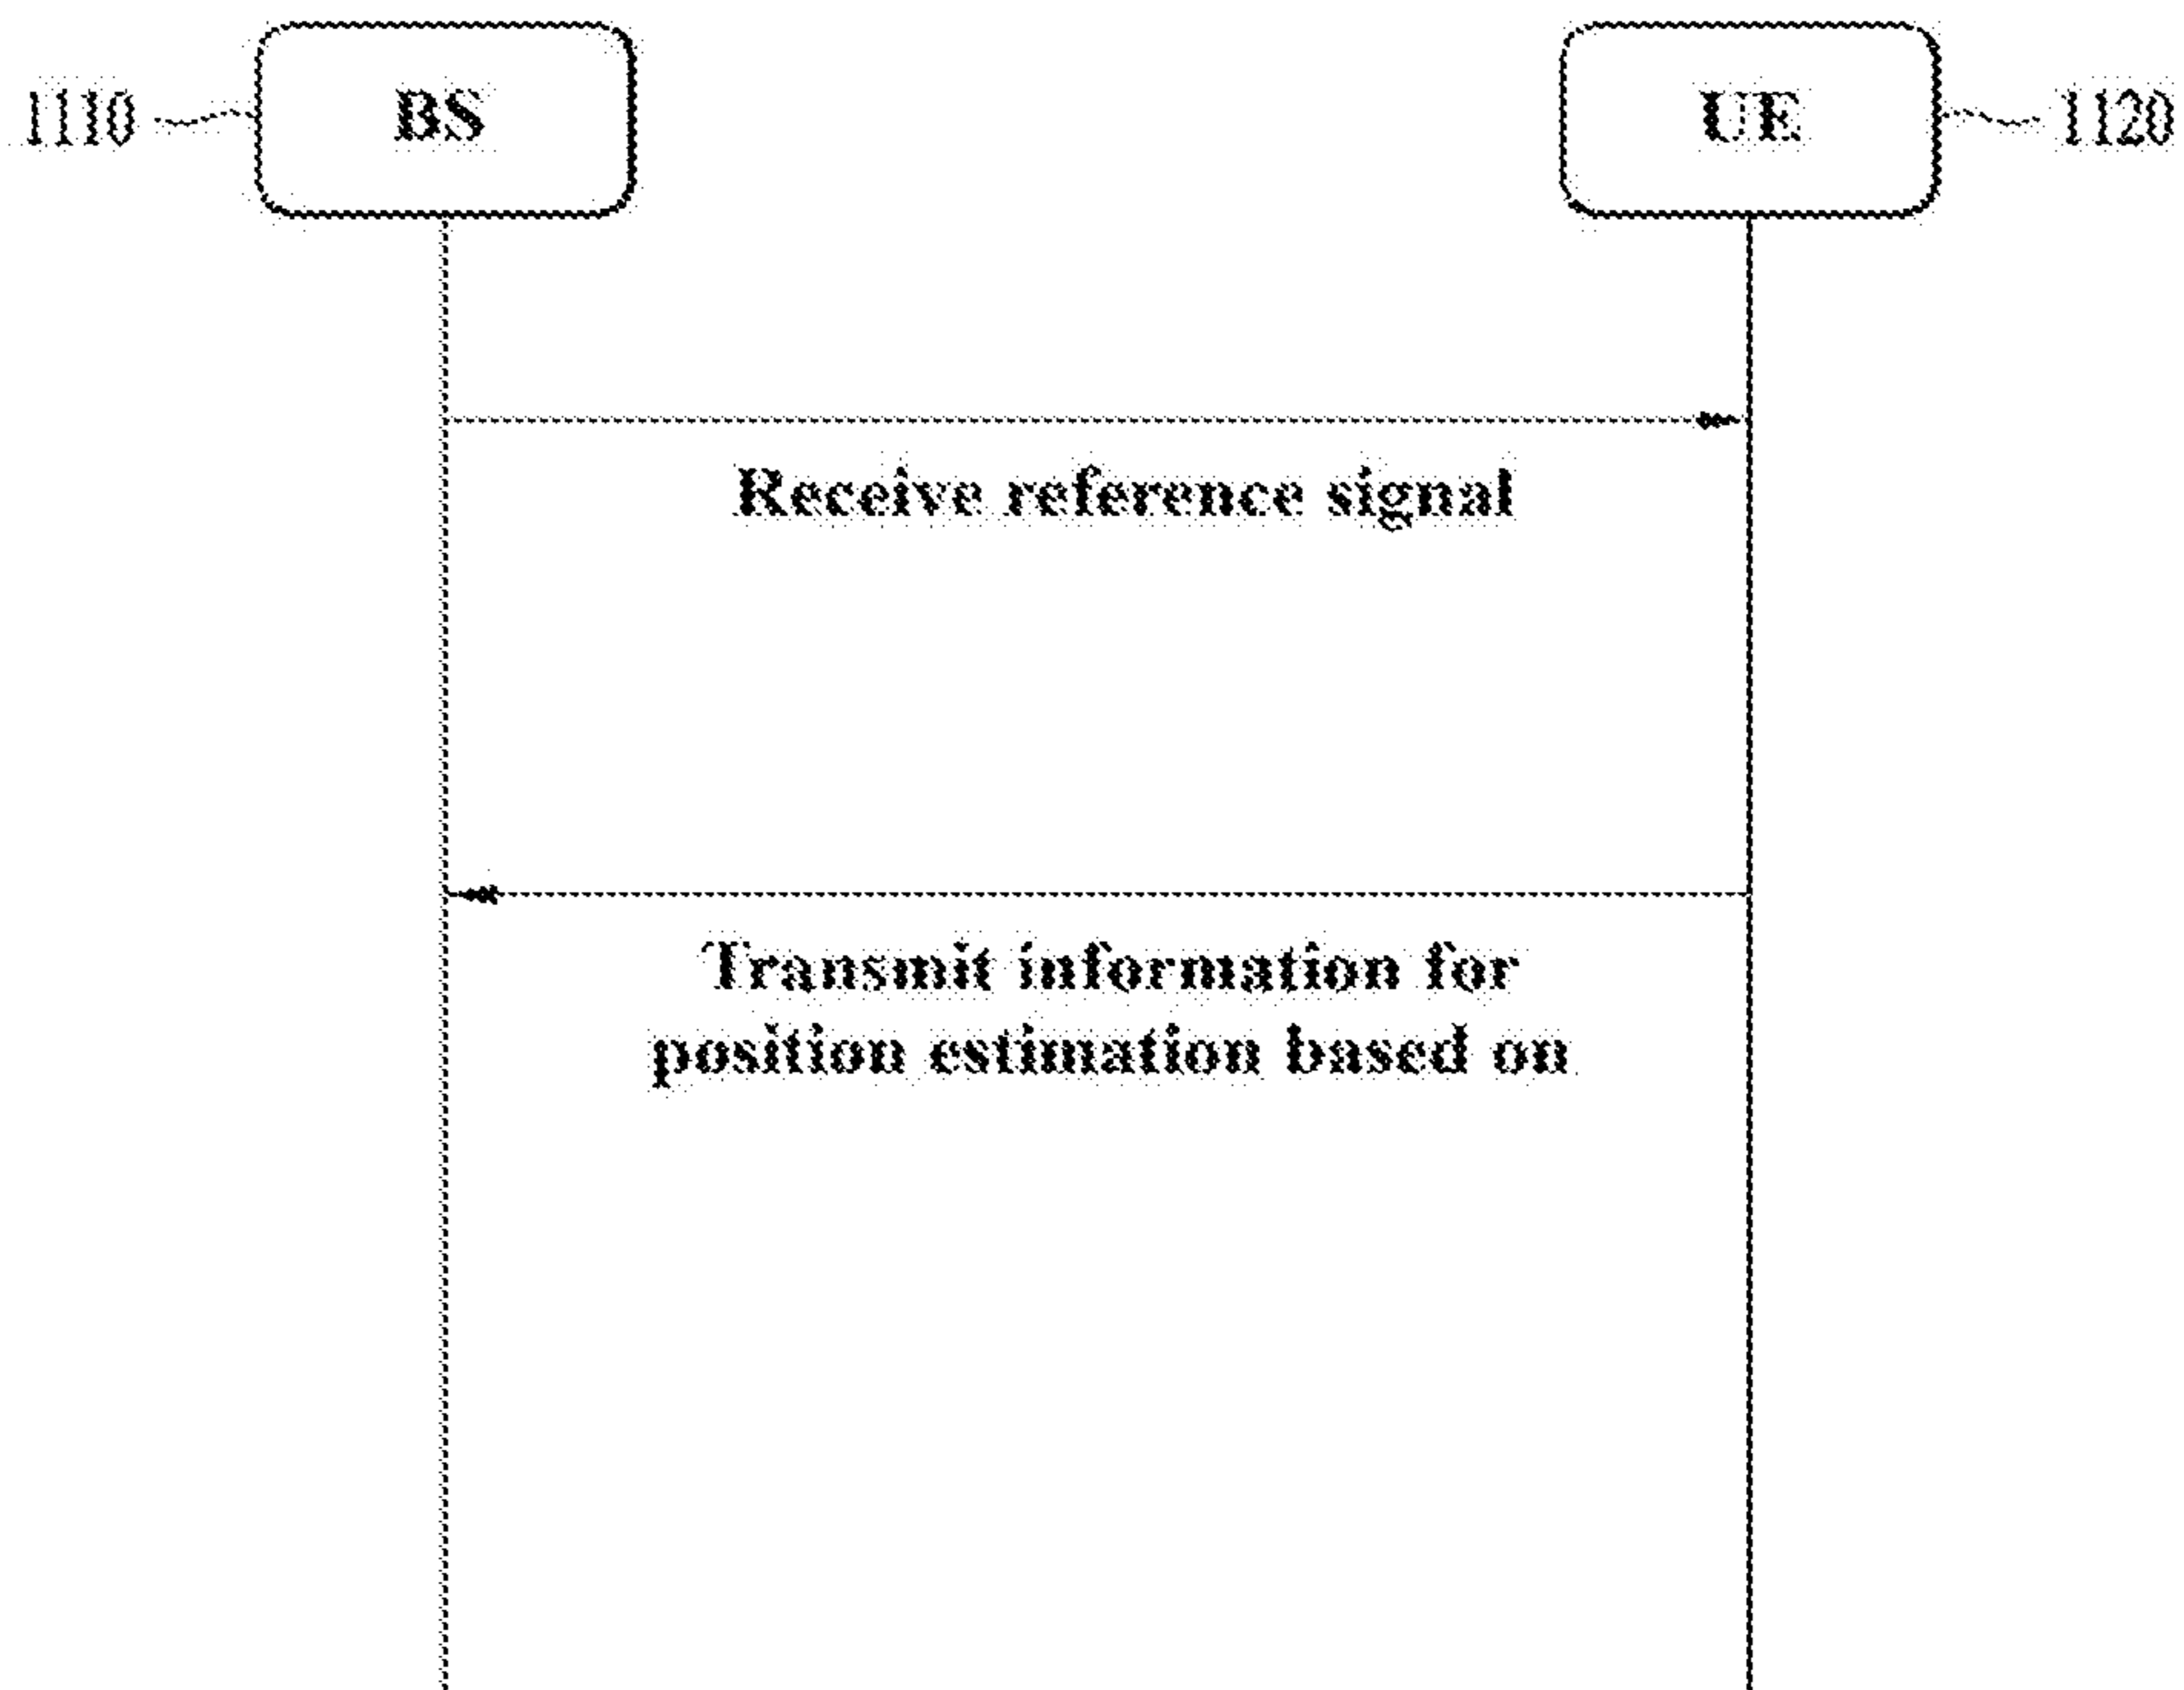 1110 BS UE 1120
Receive reference signal
Transmit information for
position estimation based on